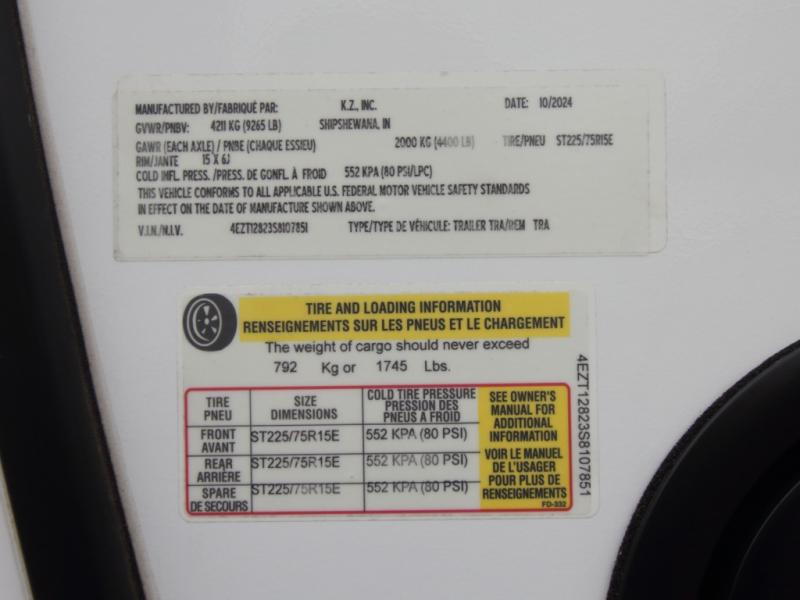 MANUFACTURED BY/FABRIQUÉ PAR: K.Z., INC. DATE: 10/2024
GVWR/PNBV: 4211 KG (9265 LB) SHIPSHEWANA, IN
GAWR (EACH AXLE) / PNBE (CHAQUE ESSIEU) 2000 KG (4400 LB) TIRE/PNEU ST225/75R15E
RIM/JANTE 15 X 6J
COLD INFL. PRESS. /PRESS. DE GONFL. À FROID 552 KPA (80 PSI/LPC)
THIS VEHICLE CONFORMS TO ALL APPLICABLE U.S. FEDERAL MOTOR VEHICLE SAFETY STANDARDS
IN EFFECT ON THE DATE OF MANUFACTURE SHOWN ABOVE.
V.I.N./N.I.V. 4EZT12823S8107851 TYPE/TYPE DE VÉHICULE: TRAILER TRA/REM TRA
TIRE AND LOADING INFORMATION
RENSEIGNEMENTS SUR LES PNEUS ET LE CHARGEMENT
The weight of cargo should never exceed
792 Kg or 1745 Lbs.
TIRE
PNEU
SIZE
DIMENSIONS
COLD TIRE PRESSURE
PRESSION DES
PNEUS A FROID
FRONT
AVANT
ST225/75R15E
552 KPA (80 PSI)
REAR
ARRIÈRE
ST225/75R15E
552 KPA (80 PSI)
SPARE
DE SECOURS
ST225/75R15E
552 KPA (80 PSI)
SEE OWNER'S
MANUAL FOR
ADDITIONAL
INFORMATION
VOIR LE MANUEL
DE L'USAGER
POUR PLUS DE
RENSEIGNEMENTS
FD-332
4EZT12823S8107851